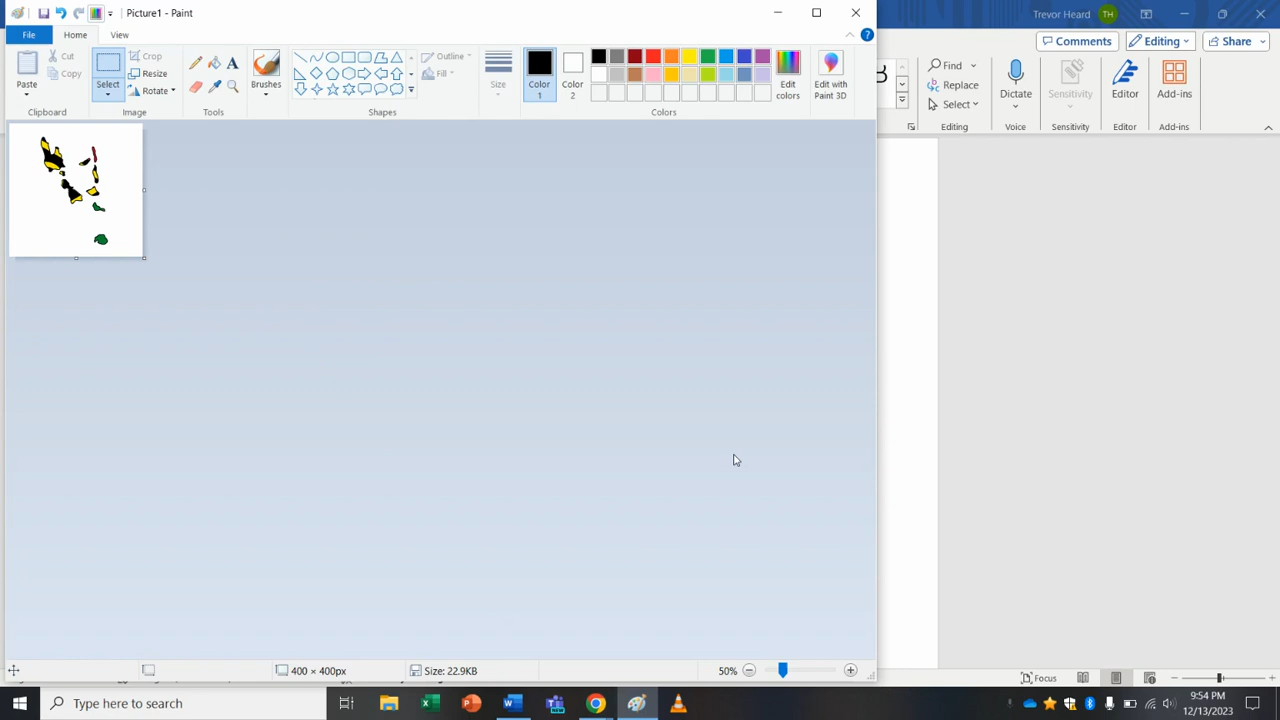 Picture1 - Paint
Trevor Heard TH
File Home View
Comments Editing Share
Paste
Cut
Copy
Select
Crop
Resize
Rotate
A
Brushes
Outline
Fill
Size
Color 1
Color 2
Edit colors
Edit with Paint 3D
Find
Replace
Select
Dictate
Sensitivity
Editor
Add-ins
Clipboard Image Tools Shapes Colors
Editing Voice Sensitivity Editor Add-ins
400 × 400px Size: 22.9KB 50%
Focus
Type here to search
9:54 PM
12/13/2023